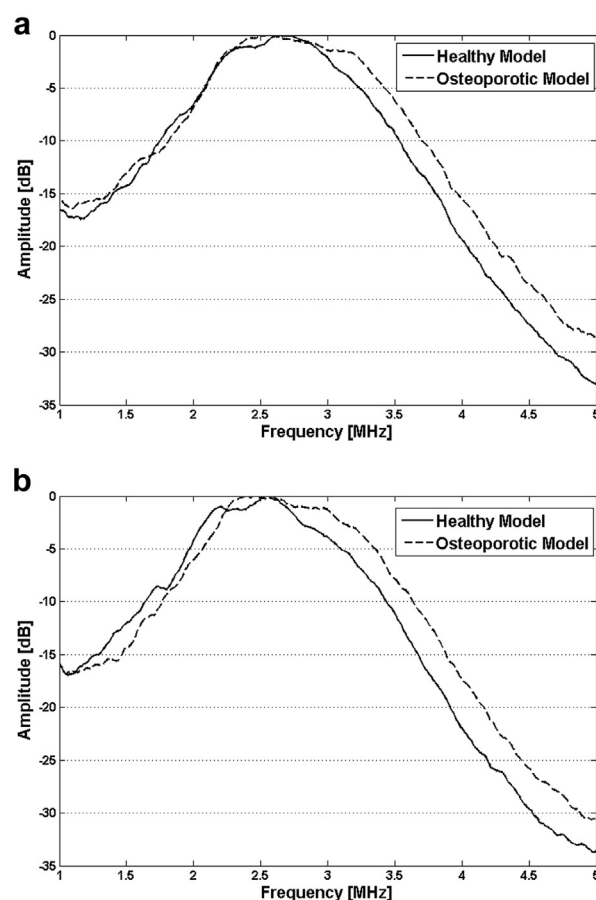 a
0
-5
-10
-15
-20
-25
-30
-35
Amplitude [dB]
Healthy Model
Osteoporotic Model
1 1.5 2 2.5 3 3.5 4 4.5 5
Frequency [MHz]
b
0
-5
-10
-15
-20
-25
-30
-35
Amplitude [dB]
Healthy Model
Osteoporotic Model
1 1.5 2 2.5 3 3.5 4 4.5 5
Frequency [MHz]